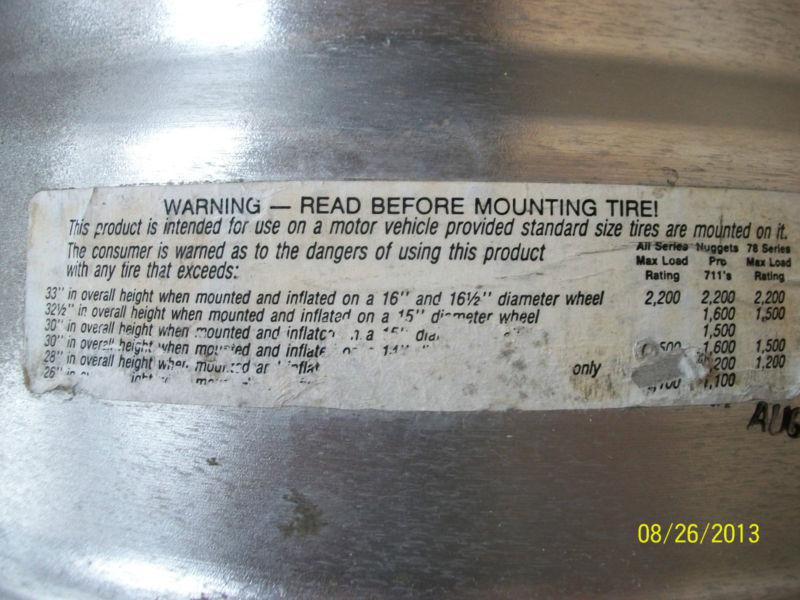 WARNING — READ BEFORE MOUNTING TIRE!
This product is intended for use on a motor vehicle provided standard size tires are mounted on it.
The consumer is warned as to the dangers of using this product
with any tire that exceeds:
All Series Nuggets 78 Series
Max Load Pro Max Load
Rating 711's Rating
33" in overall height when mounted and inflated on a 16" and 16½" diameter wheel 2,200 2,200 2,200
32½" in overall height when mounted and inflated on a 15" diameter wheel 1,600 1,500
30" in overall height when mounted and inflated on a 15" 1,500
30" in overall height when mounted and 1,600 1,500
28" in overall height when mounted only 1,200
26" 1,100
AUG
08/26/2013